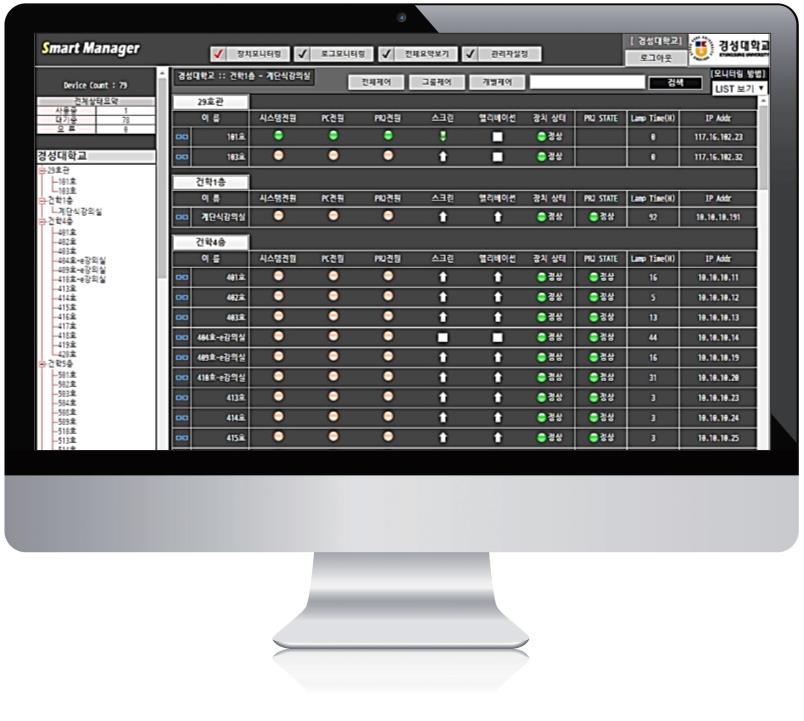 Smart Manager
장치모니터링 로그모니터링 전체요약보기 관리자설정
[ 경성대학교]
로그아웃
경성대학교
KYUNGSUNG UNIVERSITY
Device Count : 79
전체상태요약
사용중 1
대기중 78
오 류 0
경성대학교 :: 건학1층 - 계단식강의실
전체제어 그룹제어 개별제어 검색
[모니터링 방법]
LIST 보기
경성대학교
29호관
101호
103호
건학1층
계단식강의실
건학4층
401호
402호
403호
404호-e강의실
409호-e강의실
410호-e강의실
413호
414호
415호
416호
417호
418호
419호
420호
건학5층
501호
502호
503호
504호
508호
509호
510호
513호
29호관
이 름 시스템전원 PC전원 PRJ전원 스크린 엘리베이션 장치 상태 PRJ STATE Lamp Time(H) IP Addr
101호 정상 0 117.16.102.23
103호 정상 0 117.16.102.32
건학1층
이 름 시스템전원 PC전원 PRJ전원 스크린 엘리베이션 장치 상태 PRJ STATE Lamp Time(H) IP Addr
계단식강의실 정상 정상 92 10.10.10.191
건학4층
이 름 시스템전원 PC전원 PRJ전원 스크린 엘리베이션 장치 상태 PRJ STATE Lamp Time(H) IP Addr
401호 정상 정상 16 10.10.10.11
402호 정상 정상 5 10.10.10.12
403호 정상 정상 13 10.10.10.13
404호-e강의실 정상 정상 44 10.10.10.14
409호-e강의실 정상 정상 16 10.10.10.19
410호-e강의실 정상 정상 31 10.10.10.20
413호 정상 정상 3 10.10.10.23
414호 정상 정상 3 10.10.10.24
415호 정상 정상 3 10.10.10.25